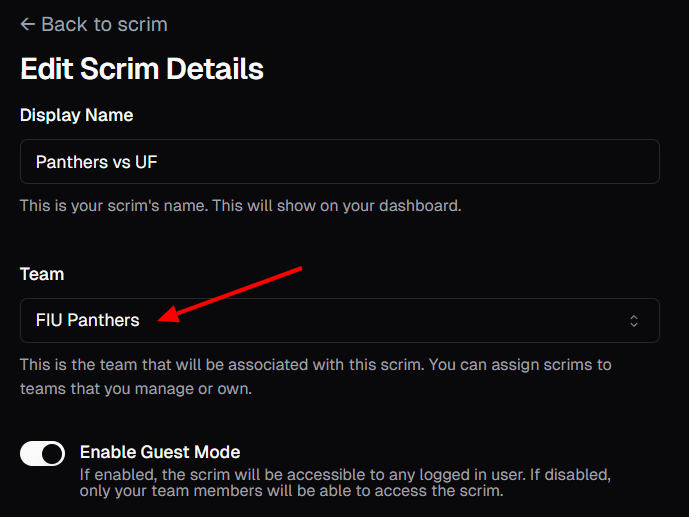 ← Back to scrim
Edit Scrim Details
Display Name
Panthers vs UF
This is your scrim's name. This will show on your dashboard.
Team
FIU Panthers
This is the team that will be associated with this scrim. You can assign scrims to
teams that you manage or own.
Enable Guest Mode
If enabled, the scrim will be accessible to any logged in user. If disabled,
only your team members will be able to access the scrim.